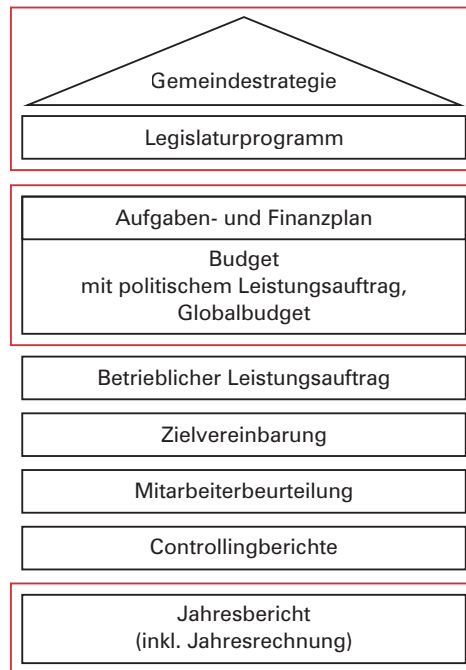 Gemeindestrategie
Legislaturprogramm
Aufgaben- und Finanzplan
Budget
mit politischem Leistungsauftrag,
Globalbudget
Betrieblicher Leistungsauftrag
Zielvereinbarung
Mitarbeiterbeurteilung
Controllingberichte
Jahresbericht
(inkl. Jahresrechnung)